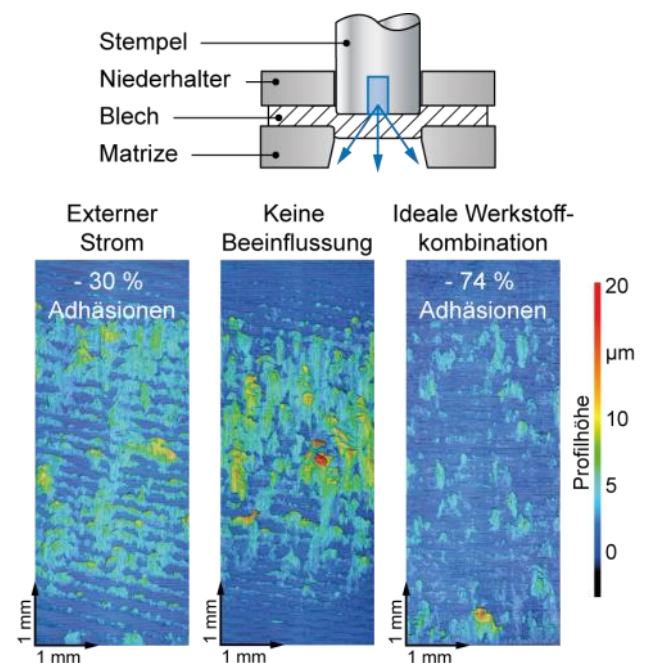 Stempel
Niederhalter
Blech
Matrize
Externer
Strom
Keine
Beeinflussung
Ideale Werkstoff-
kombination
- 30 %
Adhäsionen
- 74 %
Adhäsionen
20
µm
10
5
0
Profilhöhe
1 mm
1 mm
1 mm
1 mm
1 mm
1 mm